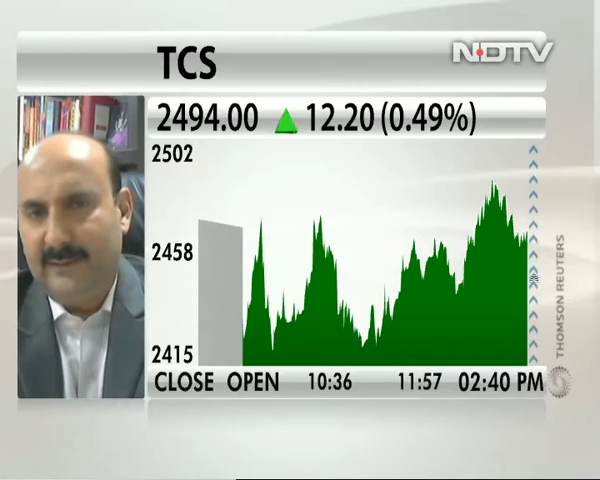 TCS
NDTV
2494.00 ▲ 12.20 (0.49%)
2502
2458
2415
CLOSE OPEN 10:36 11:57 02:40 PM
THOMSON REUTERS